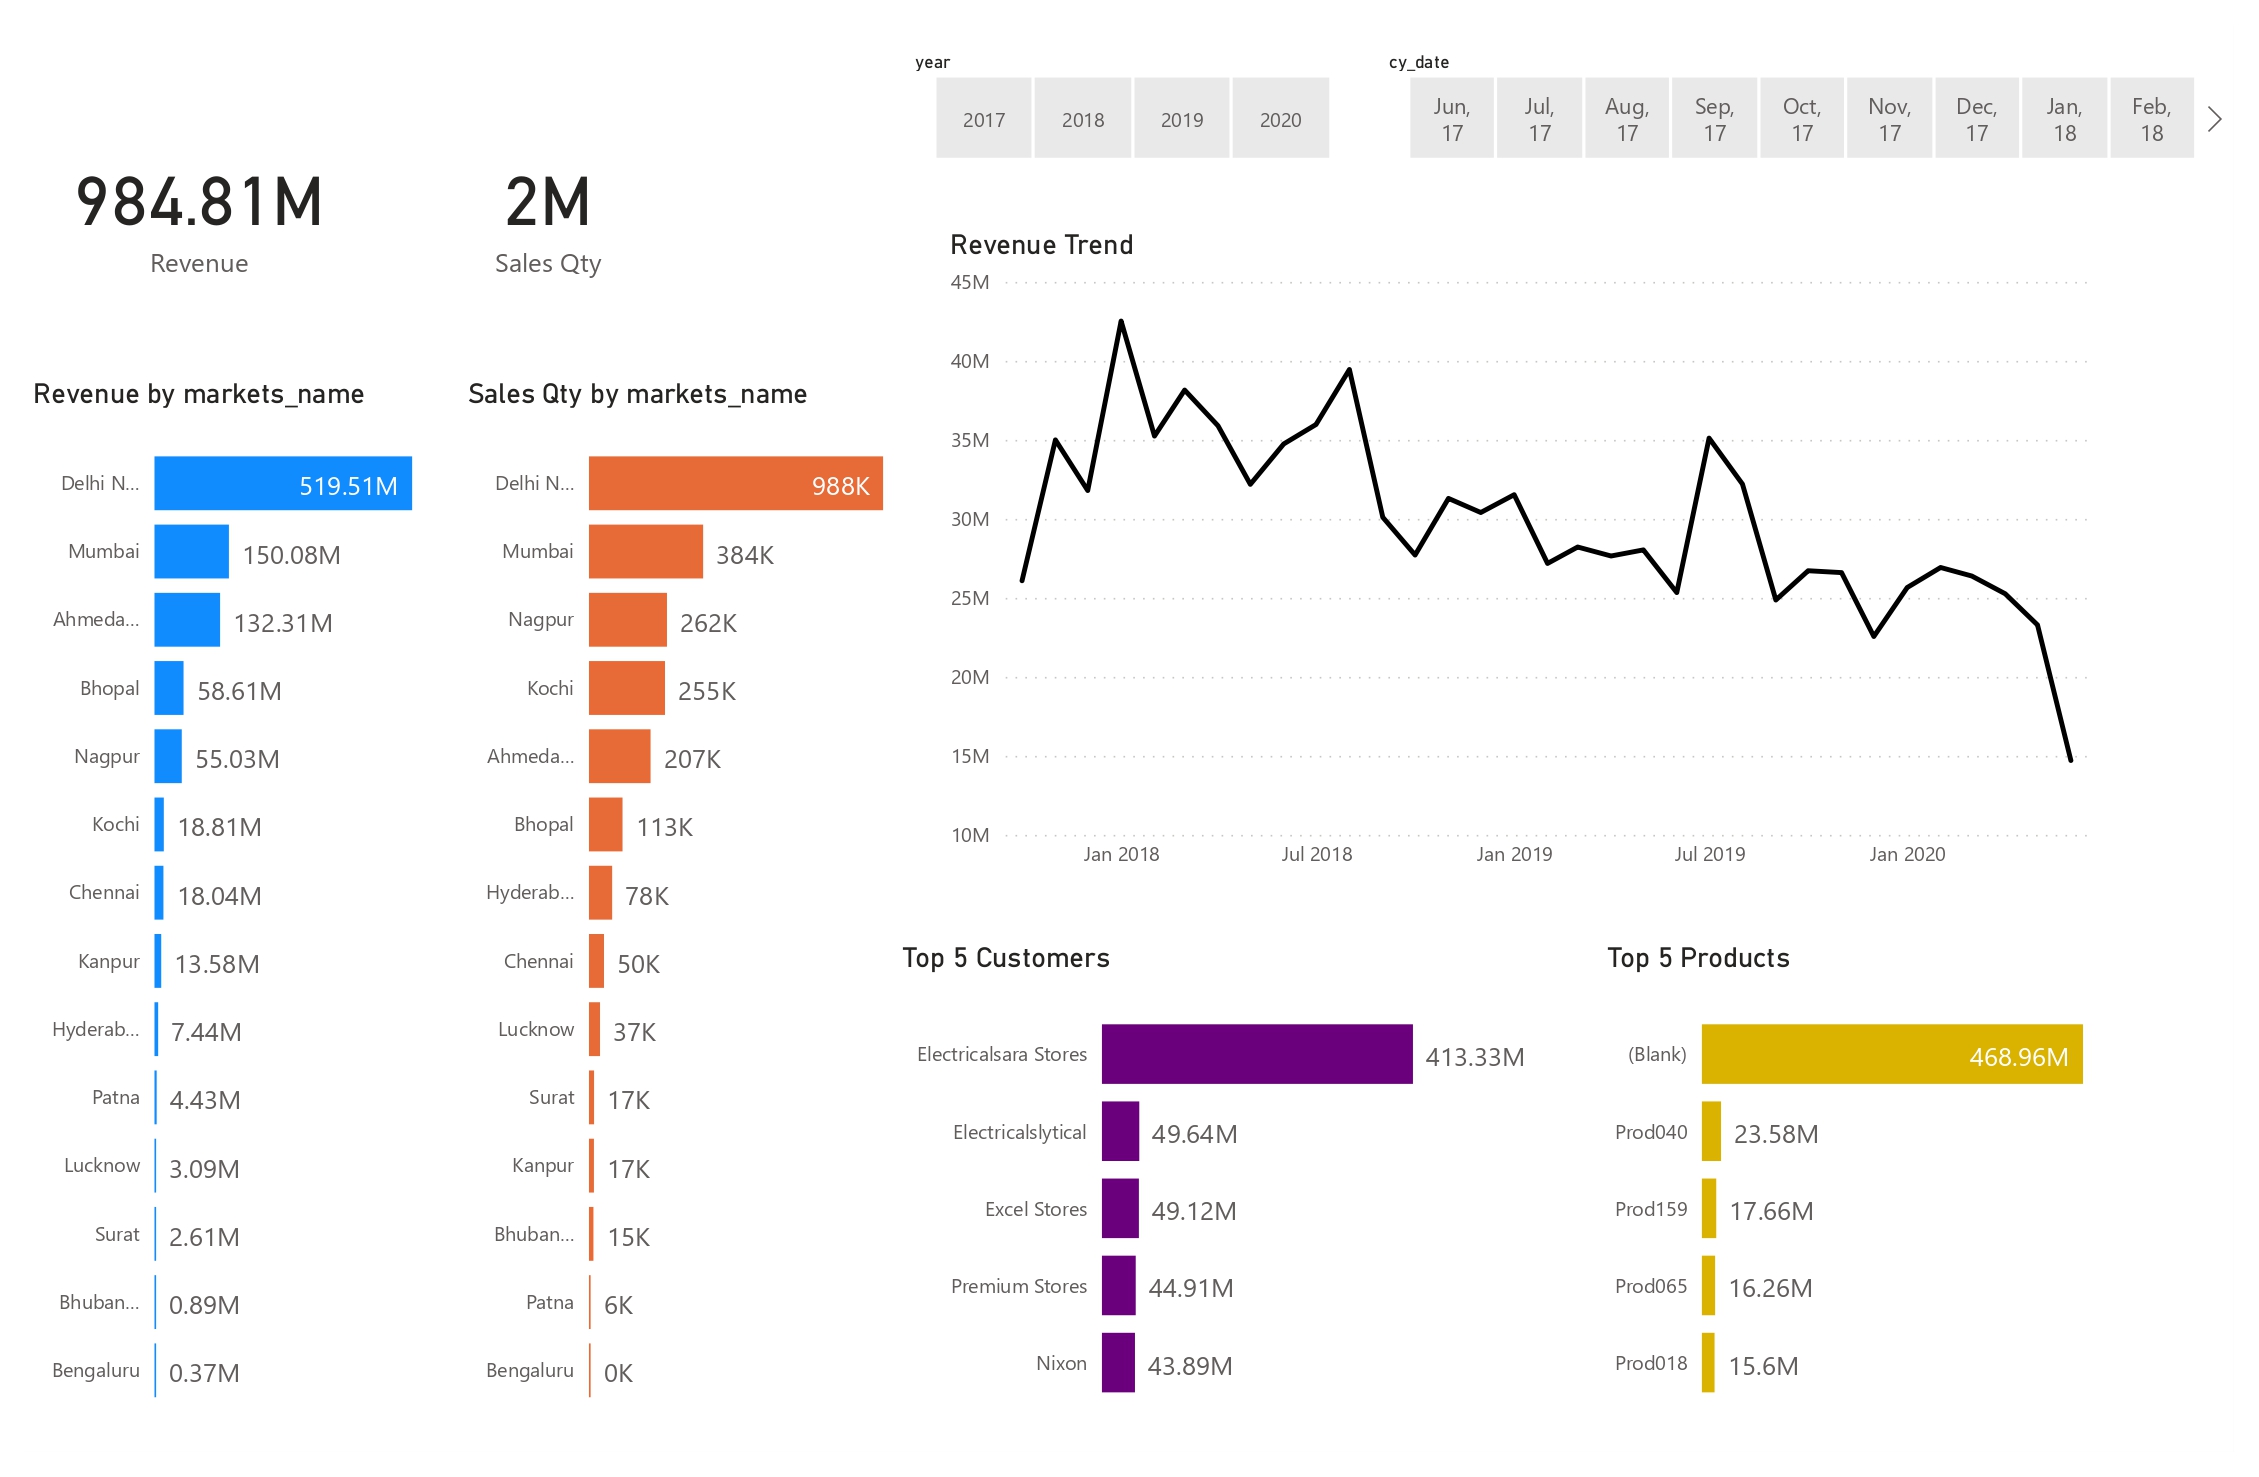 year
2017
2018
2019
2020
cy_date
Jun,
17
Jul,
17
Aug,
17
Sep,
17
Oct,
17
Nov,
17
Dec,
17
Jan,
18
Feb,
18
984.81M
Revenue
2M
Sales Qty
Revenue by markets_name
Delhi N... 519.51M
Mumbai 150.08M
Ahmeda... 132.31M
Bhopal 58.61M
Nagpur 55.03M
Kochi 18.81M
Chennai 18.04M
Kanpur 13.58M
Hyderab... 7.44M
Patna 4.43M
Lucknow 3.09M
Surat 2.61M
Bhuban... 0.89M
Bengaluru 0.37M
Sales Qty by markets_name
Delhi N... 988K
Mumbai 384K
Nagpur 262K
Kochi 255K
Ahmeda... 207K
Bhopal 113K
Hyderab... 78K
Chennai 50K
Lucknow 37K
Surat 17K
Kanpur 17K
Bhuban... 15K
Patna 6K
Bengaluru 0K
Revenue Trend
45M
40M
35M
30M
25M
20M
15M
10M
Jan 2018 Jul 2018 Jan 2019 Jul 2019 Jan 2020
Top 5 Customers
Electricalsara Stores 413.33M
Electricalslytical 49.64M
Excel Stores 49.12M
Premium Stores 44.91M
Nixon 43.89M
Top 5 Products
(Blank) 468.96M
Prod040 23.58M
Prod159 17.66M
Prod065 16.26M
Prod018 15.6M